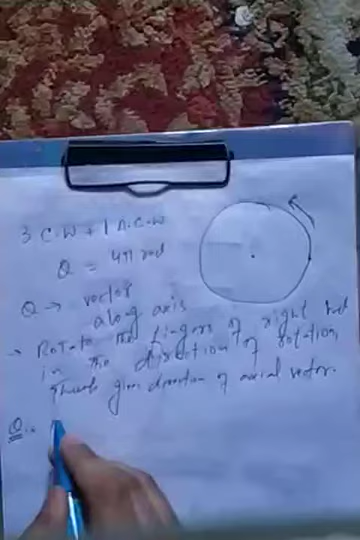 3 C.W + 1 A.C.W
Q = 4π rad
Q → vector
along axis
→ Rotate the fingers of right
in the direction of rotation,
Thumb gives direction of axial vector.
Q..